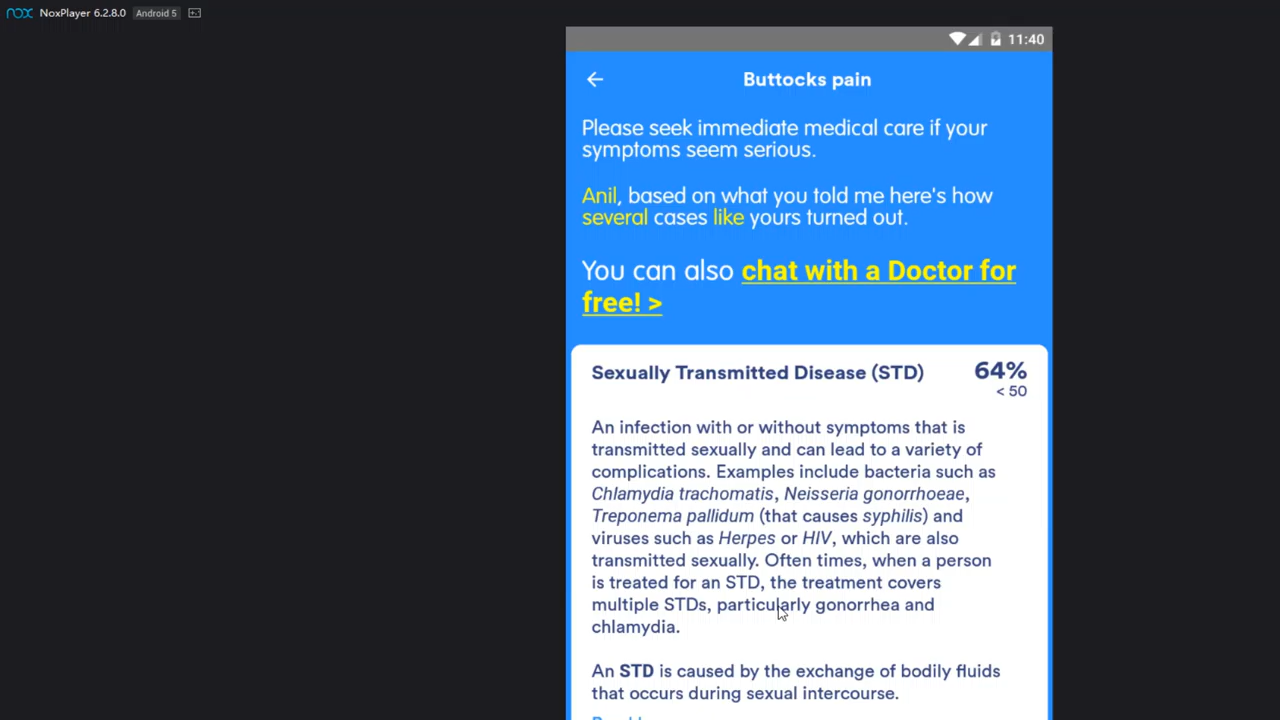 nox NoxPlayer 6.2.8.0 Android 5
11:40
Buttocks pain
Please seek immediate medical care if your
symptoms seem serious.
Anil, based on what you told me here's how
several cases like yours turned out.
You can also chat with a Doctor for
free! >
Sexually Transmitted Disease (STD) 64%
< 50
An infection with or without symptoms that is
transmitted sexually and can lead to a variety of
complications. Examples include bacteria such as
Chlamydia trachomatis, Neisseria gonorrhoeae,
Treponema pallidum (that causes syphilis) and
viruses such as Herpes or HIV, which are also
transmitted sexually. Often times, when a person
is treated for an STD, the treatment covers
multiple STDs, particularly gonorrhea and
chlamydia.
An STD is caused by the exchange of bodily fluids
that occurs during sexual intercourse.